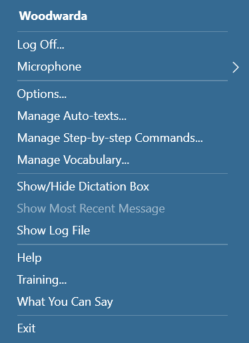 Woodwarda
Log Off...
Microphone
Options...
Manage Auto-texts...
Manage Step-by-step Commands...
Manage Vocabulary...
Show/Hide Dictation Box
Show Most Recent Message
Show Log File
Help
Training...
What You Can Say
Exit